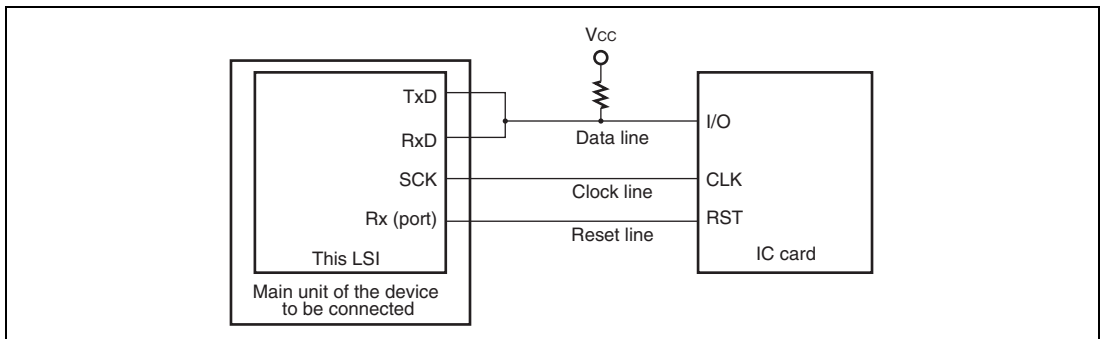 Vcc
TxD
RxD
SCK
Rx (port)
This LSI
Main unit of the device
to be connected
Data line
Clock line
Reset line
I/O
CLK
RST
IC card